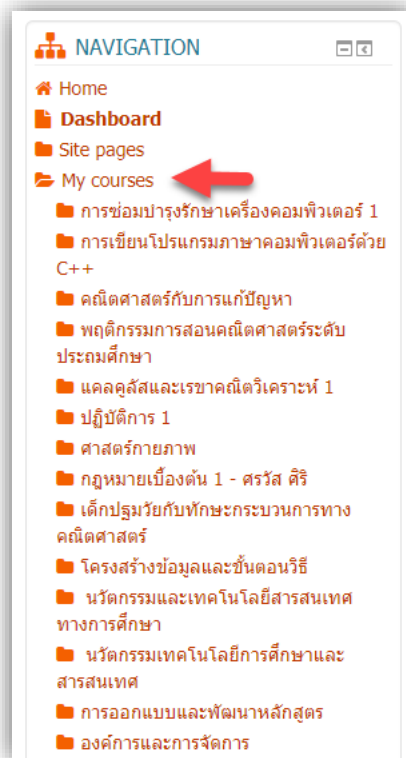 NAVIGATION
Home
Dashboard
Site pages
My courses
การซ่อมบำรุงรักษาเครื่องคอมพิวเตอร์ 1
การเขียนโปรแกรมภาษาคอมพิวเตอร์ด้วย
C++
คณิตศาสตร์กับการแก้ปัญหา
พฤติกรรมการสอนคณิตศาสตร์ระดับ
ประถมศึกษา
แคลคูลัสและเรขาคณิตวิเคราะห์ 1
ปฏิบัติการ 1
ศาสตร์กายภาพ
กฎหมายเบื้องต้น 1 - ศรวัส ศิริ
เด็กปฐมวัยกับทักษะกระบวนการทาง
คณิตศาสตร์
โครงสร้างข้อมูลและขั้นตอนวิธี
นวัตกรรมและเทคโนโลยีสารสนเทศ
ทางการศึกษา
นวัตกรรมเทคโนโลยีการศึกษาและ
สารสนเทศ
การออกแบบและพัฒนาหลักสูตร
องค์การและการจัดการ